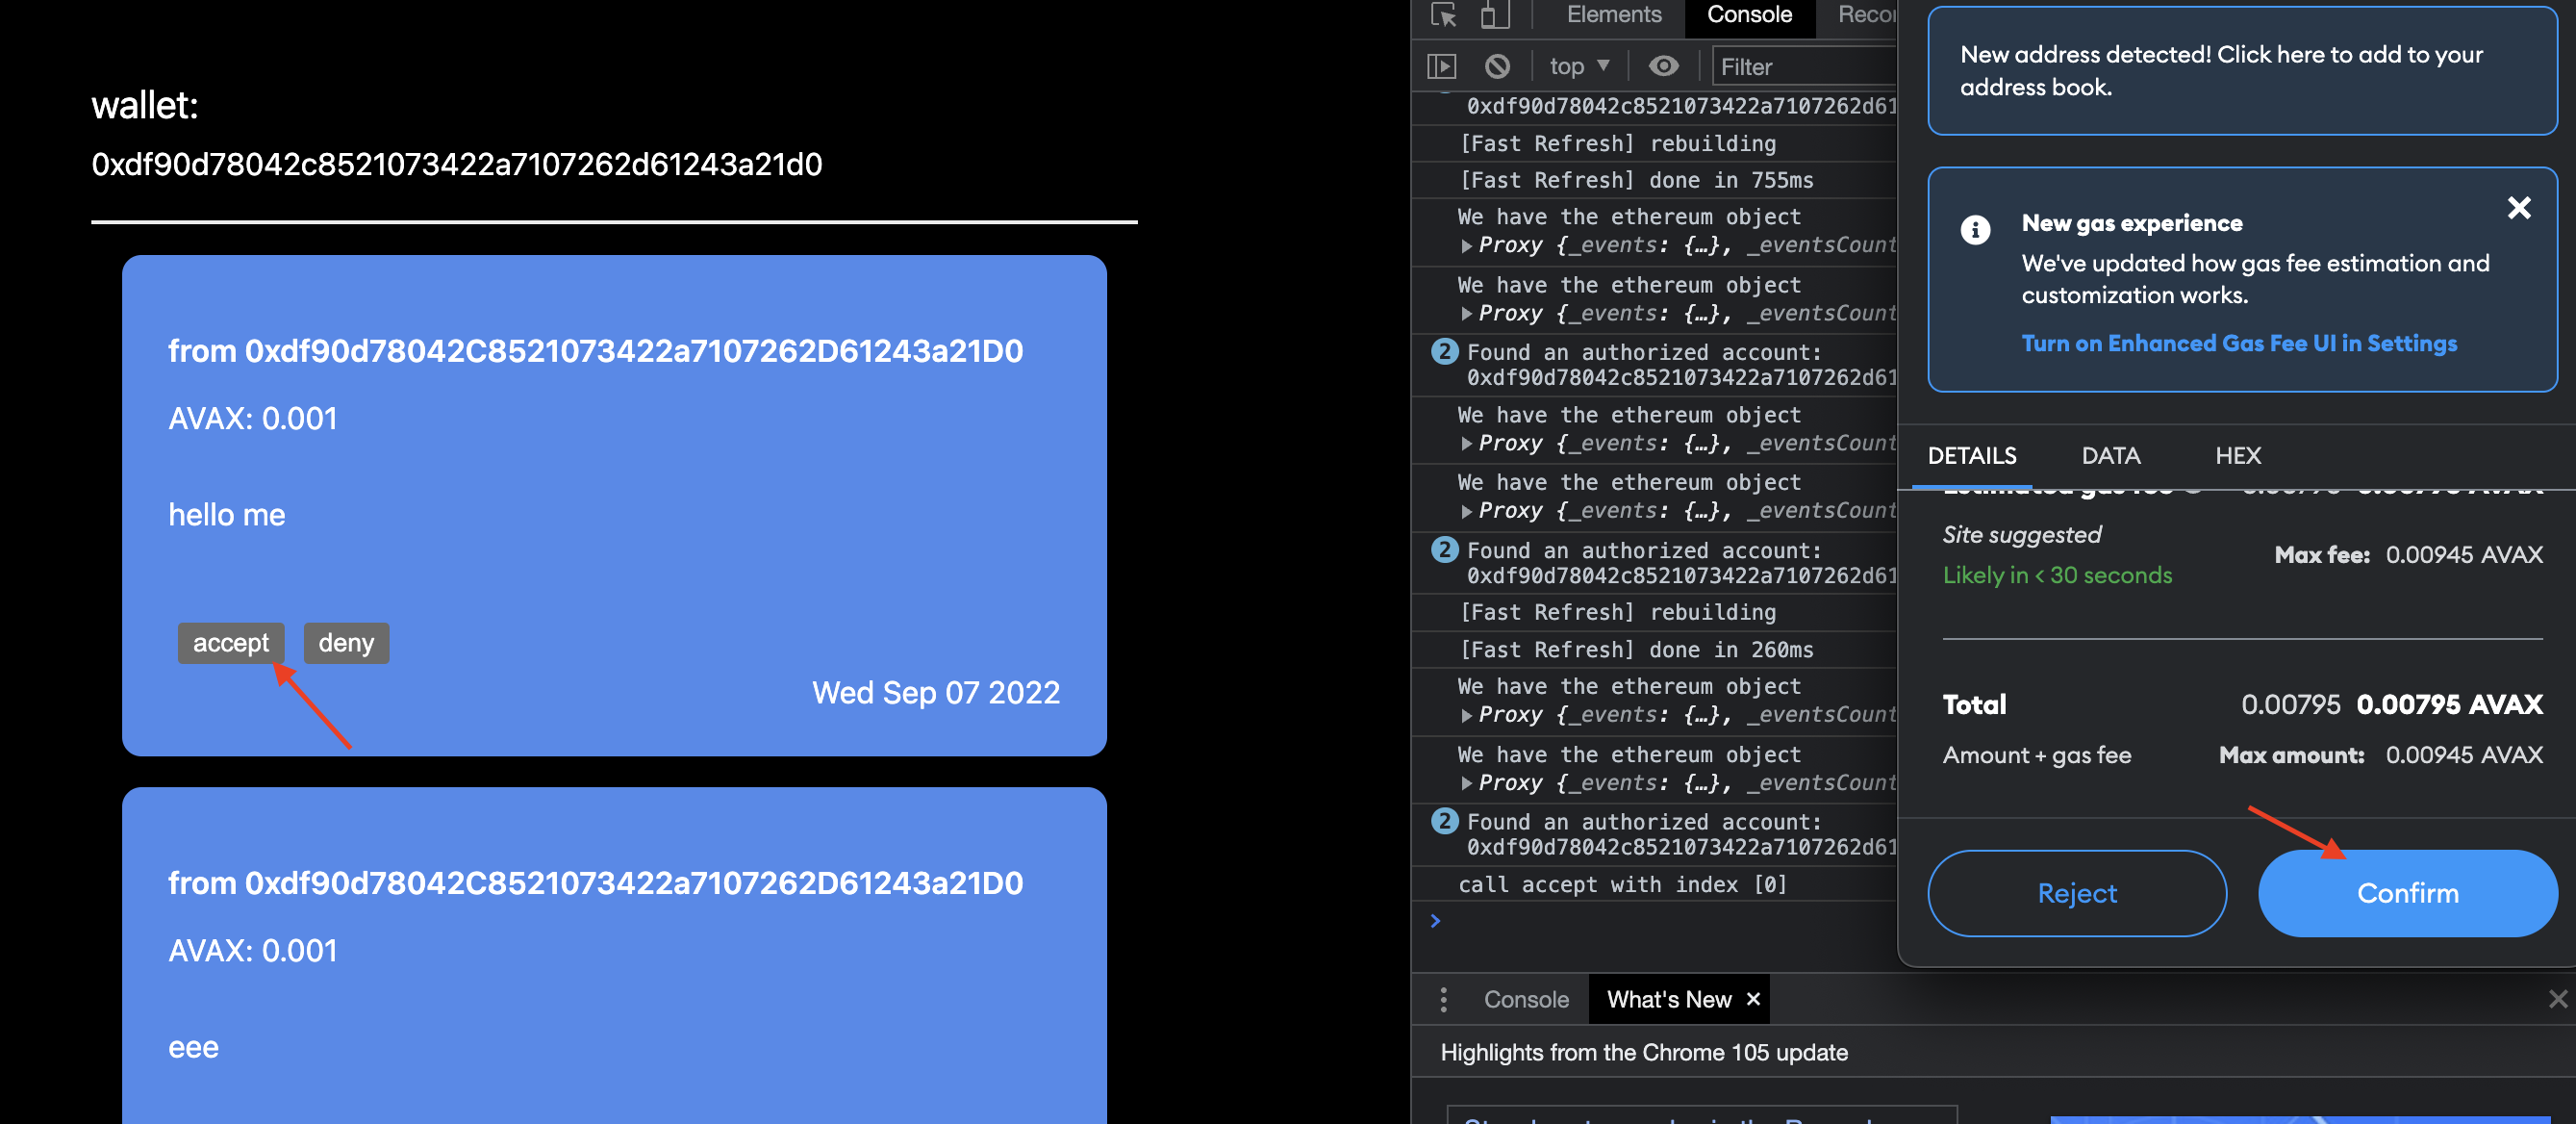 wallet:
0xdf90d78042c8521073422a7107262d61243a21d0
from 0xdf90d78042C8521073422a7107262D61243a21D0
AVAX: 0.001
hello me
accept deny
Wed Sep 07 2022
from 0xdf90d78042C8521073422a7107262D61243a21D0
AVAX: 0.001
eee
Elements Console
top Filter
0xdf90d78042c8521073422a7107262d61
[Fast Refresh] rebuilding
[Fast Refresh] done in 755ms
We have the ethereum object
Proxy {_events: {…}, _eventsCount
We have the ethereum object
Proxy {_events: {…}, _eventsCount
2 Found an authorized account:
0xdf90d78042c8521073422a7107262d61
We have the ethereum object
Proxy {_events: {…}, _eventsCount
We have the ethereum object
Proxy {_events: {…}, _eventsCount
2 Found an authorized account:
0xdf90d78042c8521073422a7107262d61
[Fast Refresh] rebuilding
[Fast Refresh] done in 260ms
We have the ethereum object
Proxy {_events: {…}, _eventsCount
We have the ethereum object
Proxy {_events: {…}, _eventsCount
2 Found an authorized account:
0xdf90d78042c8521073422a7107262d61
call accept with index [0]
Console What's New
Highlights from the Chrome 105 update
New address detected! Click here to add to your
address book.
New gas experience
We've updated how gas fee estimation and
customization works.
Turn on Enhanced Gas Fee UI in Settings
DETAILS DATA HEX
Site suggested
Likely in < 30 seconds
Max fee: 0.00945 AVAX
Total 0.00795 0.00795 AVAX
Amount + gas fee Max amount: 0.00945 AVAX
Reject Confirm